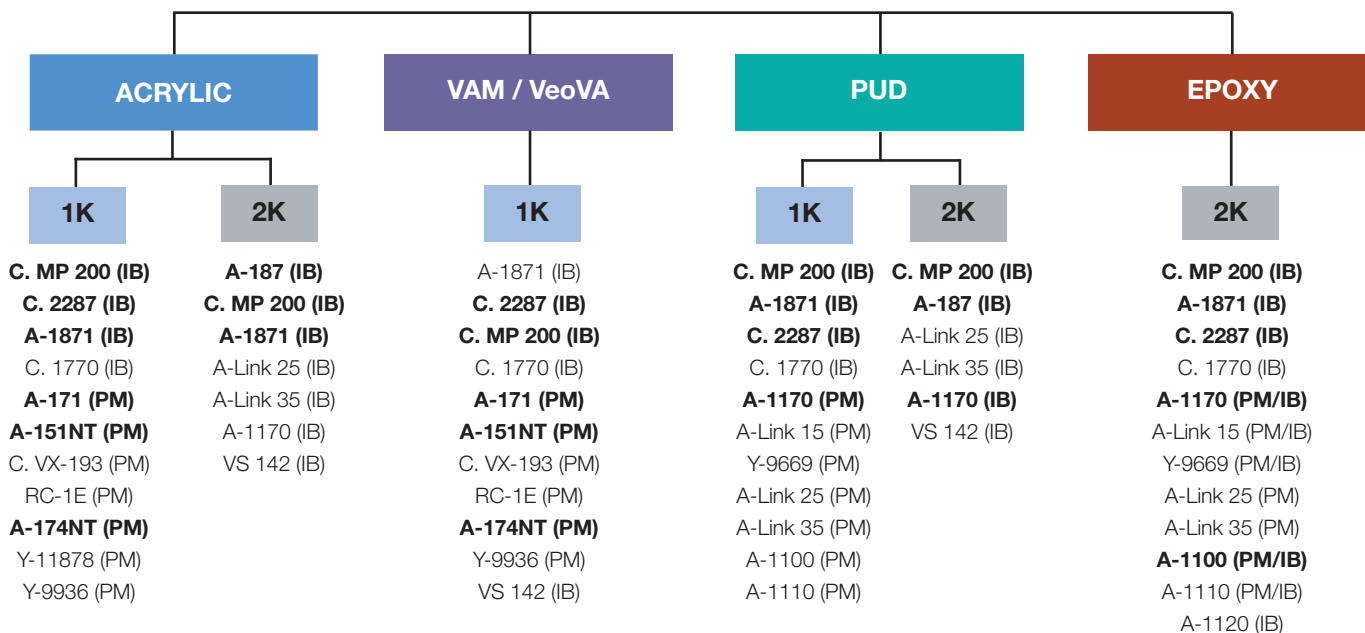 ACRYLIC
1K
C. MP 200 (IB)
C. 2287 (IB)
A-1871 (IB)
C. 1770 (IB)
A-171 (PM)
A-151NT (PM)
C. VX-193 (PM)
RC-1E (PM)
A-174NT (PM)
Y-11878 (PM)
Y-9936 (PM)
2K
A-187 (IB)
C. MP 200 (IB)
A-1871 (IB)
A-Link 25 (IB)
A-Link 35 (IB)
A-1170 (IB)
VS 142 (IB)
VAM / VeoVA
1K
A-1871 (IB)
C. 2287 (IB)
C. MP 200 (IB)
C. 1770 (IB)
A-171 (PM)
A-151NT (PM)
C. VX-193 (PM)
RC-1E (PM)
A-174NT (PM)
Y-9936 (PM)
VS 142 (IB)
PUD
1K
C. MP 200 (IB)
A-1871 (IB)
C. 2287 (IB)
C. 1770 (IB)
A-1170 (PM)
A-Link 15 (PM)
Y-9669 (PM)
A-Link 25 (PM)
A-Link 35 (PM)
A-1100 (PM)
A-1110 (PM)
2K
C. MP 200 (IB)
A-187 (IB)
A-Link 25 (IB)
A-Link 35 (IB)
A-1170 (IB)
VS 142 (IB)
EPOXY
2K
C. MP 200 (IB)
A-1871 (IB)
C. 2287 (IB)
C. 1770 (IB)
A-1170 (PM/IB)
A-Link 15 (PM/IB)
Y-9669 (PM/IB)
A-Link 25 (PM)
A-Link 35 (PM)
A-1100 (PM/IB)
A-1110 (PM/IB)
A-1120 (IB)